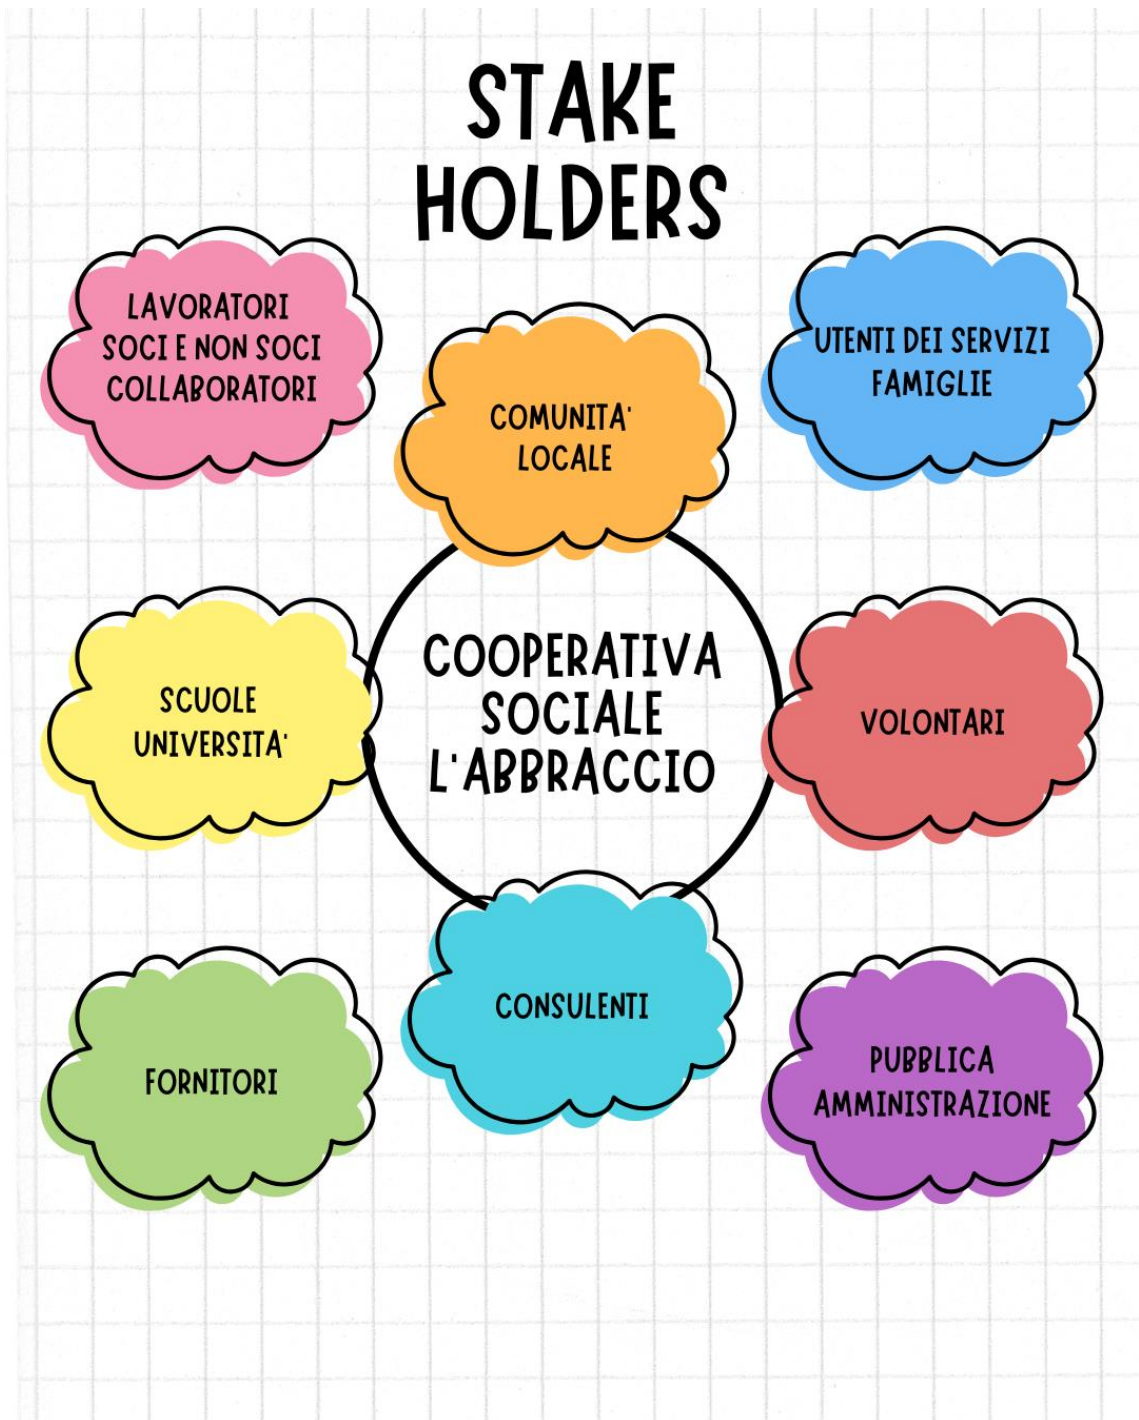 STAKE
HOLDERS
LAVORATORI
SOCI E NON SOCI
COLLABORATORI
COMUNITA'
LOCALE
UTENTI DEI SERVIZI
FAMIGLIE
SCUOLE
UNIVERSITA'
COOPERATIVA
SOCIALE
L'ABBRACCIO
VOLONTARI
FORNITORI
CONSULENTI
PUBBLICA
AMMINISTRAZIONE